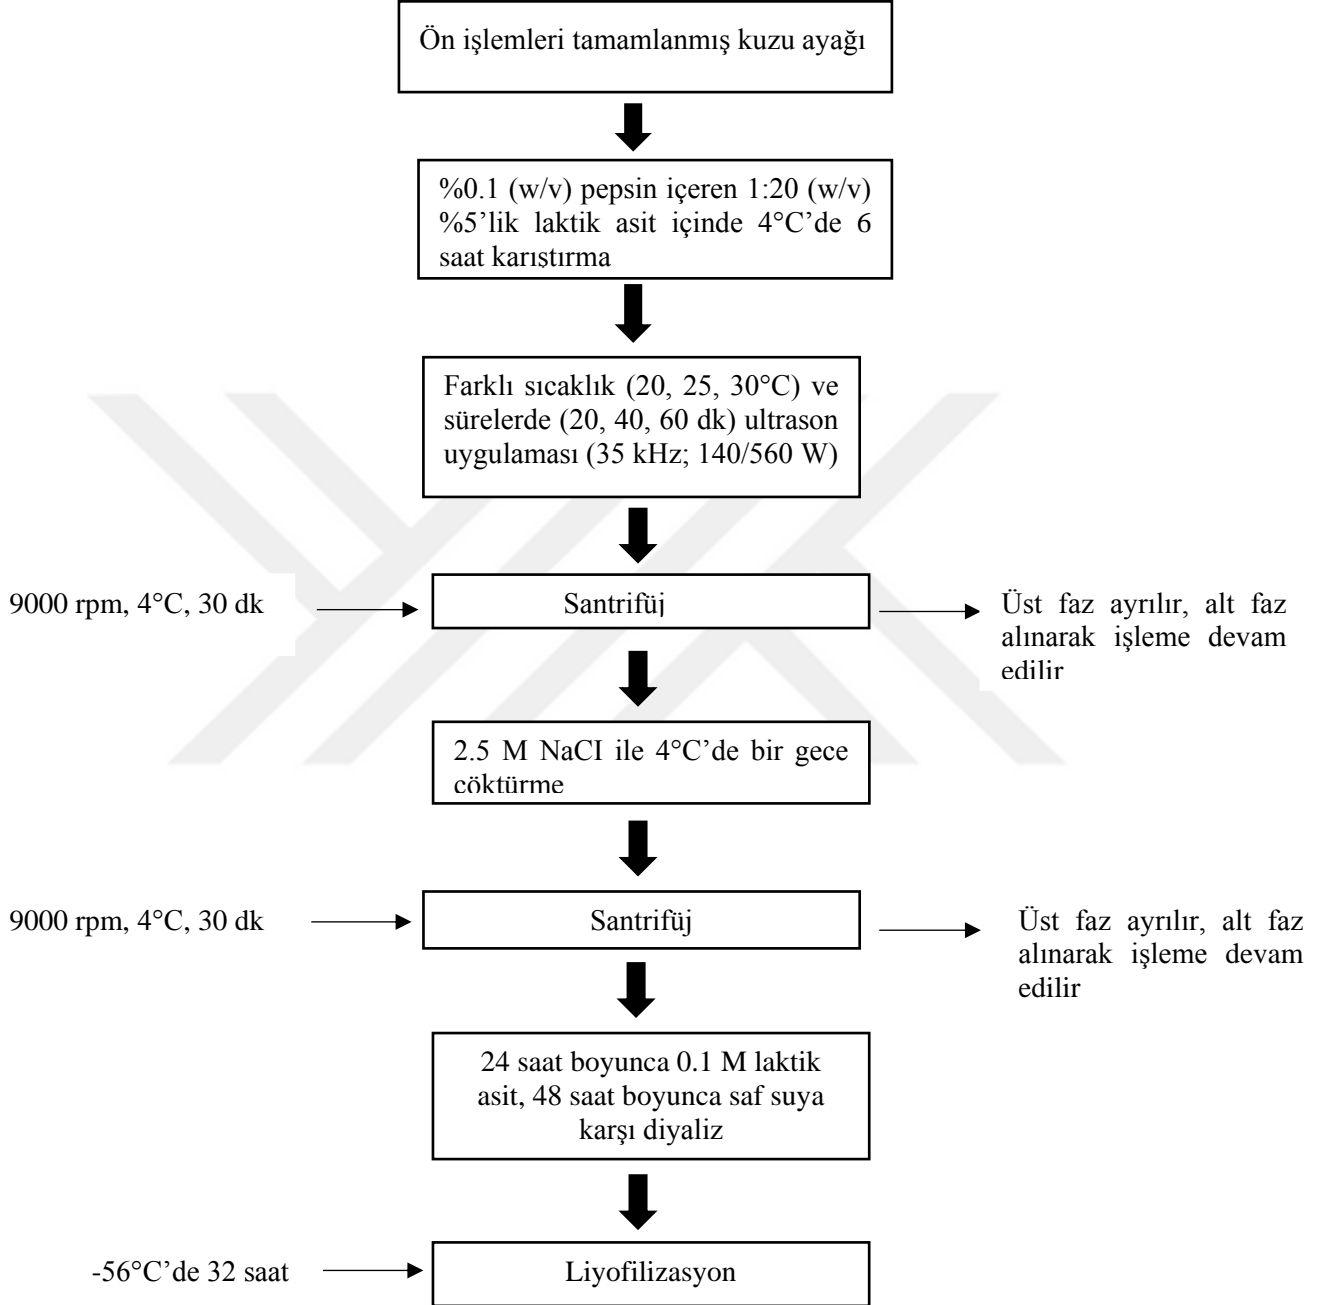 Ön işlemleri tamamlanmış kuzu ayağı
%0.1 (w/v) pepsin içeren 1:20 (w/v)
%5’lik laktik asit içinde 4°C’de 6
saat karıştırma
Farklı sıcaklık (20, 25, 30°C) ve
sürelerde (20, 40, 60 dk) ultrason
uygulaması (35 kHz; 140/560 W)
9000 rpm, 4°C, 30 dk
Santrifüj
Üst faz ayrılır, alt faz
alınarak işleme devam
edilir
2.5 M NaCI ile 4°C’de bir gece
çöktürme
9000 rpm, 4°C, 30 dk
Santrifüj
Üst faz ayrılır, alt faz
alınarak işleme devam
edilir
24 saat boyunca 0.1 M laktik
asit, 48 saat boyunca saf suya
karşı diyaliz
-56°C’de 32 saat
Liyofilizasyon